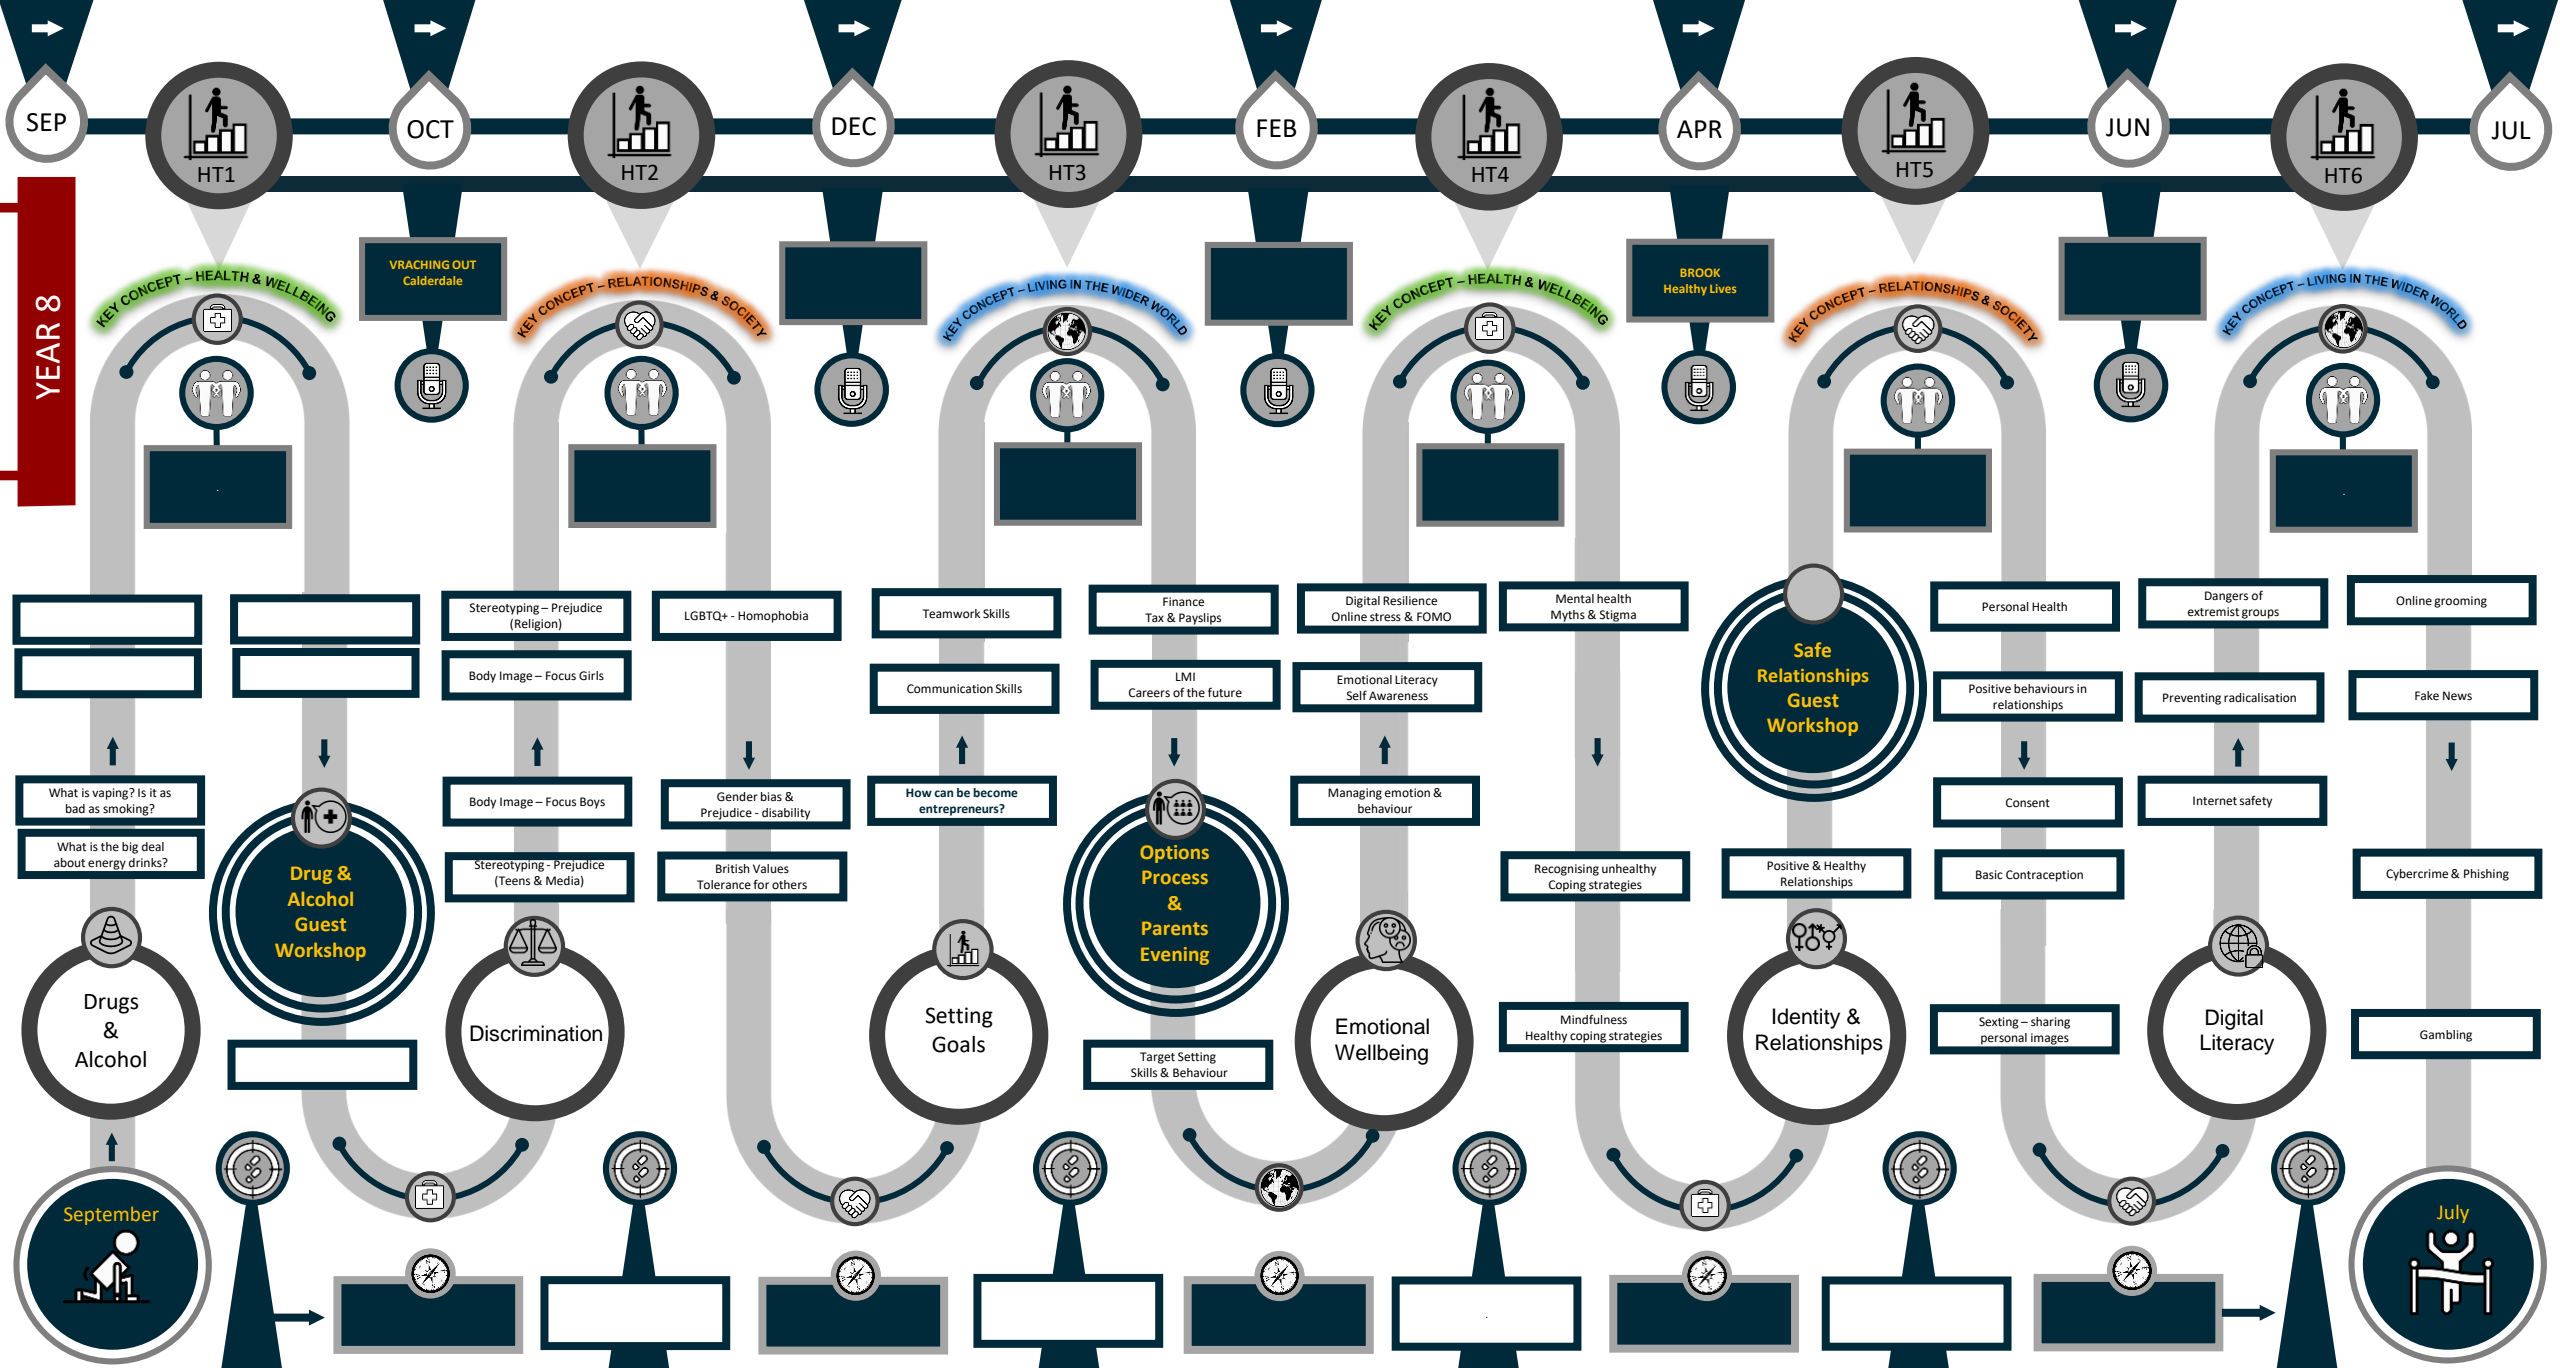 SEP
OCT
DEC
FEB
APR
JUN
JUL
HT1
HT2
HT3
HT4
HT5
HT6
YEAR 8
KEY CONCEPT – HEALTH & WELLBEING
VRACHING OUT
Calderdale
KEY CONCEPT – RELATIONSHIPS & SOCIETY
KEY CONCEPT – LIVING IN THE WIDER WORLD
KEY CONCEPT – HEALTH & WELLBEING
BROOK
Healthy Lives
KEY CONCEPT – RELATIONSHIPS & SOCIETY
KEY CONCEPT – LIVING IN THE WIDER WORLD
September
Drugs
&
Alcohol
What is the big deal
about energy drinks?
What is vaping? Is it as
bad as smoking?
Drug &
Alcohol
Guest
Workshop
Discrimination
Stereotyping - Prejudice
(Teens & Media)
Body Image – Focus Boys
Body Image – Focus Girls
Stereotyping – Prejudice
(Religion)
LGBTQ+ - Homophobia
Gender bias &
Prejudice - disability
British Values
Tolerance for others
Setting
Goals
How can be become
entrepreneurs?
Communication Skills
Teamwork Skills
Finance
Tax & Payslips
LMI
Careers of the future
Options
Process
&
Parents
Evening
Target Setting
Skills & Behaviour
Emotional
Wellbeing
Managing emotion &
behaviour
Emotional Literacy
Self Awareness
Digital Resilience
Online stress & FOMO
Mental health
Myths & Stigma
Recognising unhealthy
Coping strategies
Mindfulness
Healthy coping strategies
Identity &
Relationships
Positive & Healthy
Relationships
Safe
Relationships
Guest
Workshop
Personal Health
Positive behaviours in
relationships
Consent
Basic Contraception
Sexting – sharing
personal images
Digital
Literacy
Internet safety
Preventing radicalisation
Dangers of
extremist groups
Online grooming
Fake News
Cybercrime & Phishing
Gambling
July